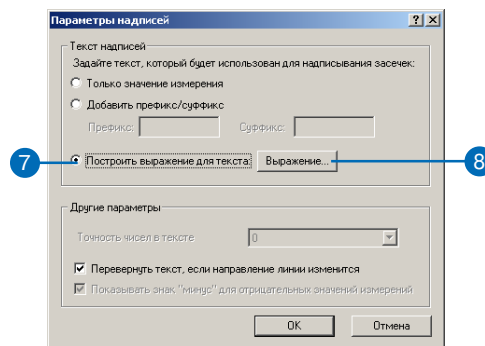 Параметры надписей
Текст надписей
Задайте текст, который будет использован для надписывания засечек:
Только значение измерения
Добавить префикс/суффикс
Префикс: Суффикс:
7 Построить выражение для текста: Выражение... 8
Другие параметры
Точность чисел в тексте 0
Перевернуть текст, если направление линии изменится
Показывать знак "минус" для отрицательных значений измерений
OK Отмена